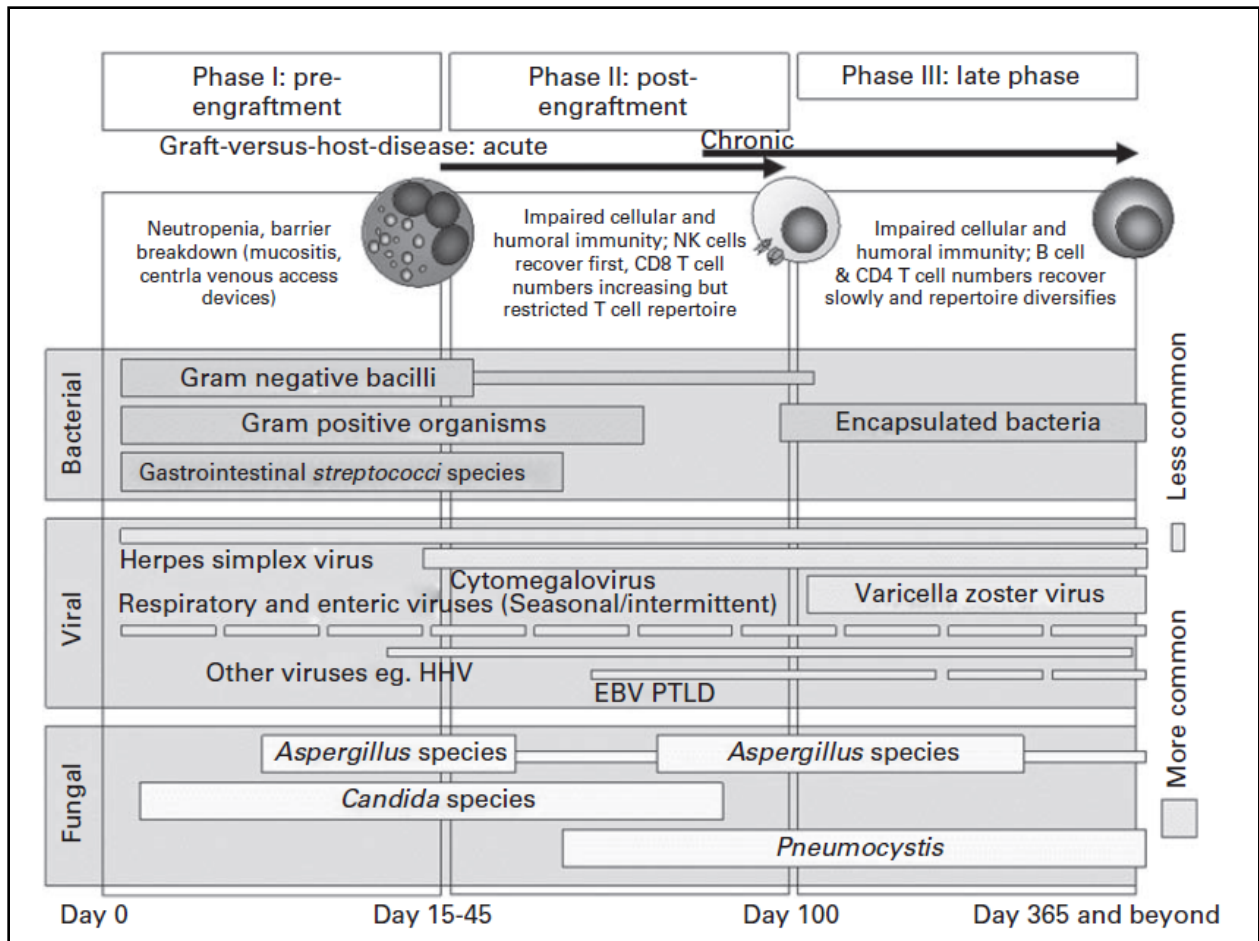 Phase I: pre-
engraftment
Phase II: post-
engraftment
Phase III: late phase
Graft-versus-host-disease: acute
Chronic
Neutropenia, barrier
breakdown (mucositis,
centrla venous access
devices)
Impaired cellular and
humoral immunity; NK cells
recover first, CD8 T cell
numbers increasing but
restricted T cell repertoire
Impaired cellular and
humoral immunity; B cell
& CD4 T cell numbers recover
slowly and repertoire diversifies
Bacterial
Gram negative bacilli
Gram positive organisms
Encapsulated bacteria
Gastrointestinal streptococci species
Viral
Herpes simplex virus
Cytomegalovirus
Respiratory and enteric viruses (Seasonal/intermittent)
Varicella zoster virus
Other viruses eg. HHV
EBV PTLD
Fungal
Aspergillus species
Aspergillus species
Candida species
Pneumocystis
Less common
More common
Day 0
Day 15-45
Day 100
Day 365 and beyond